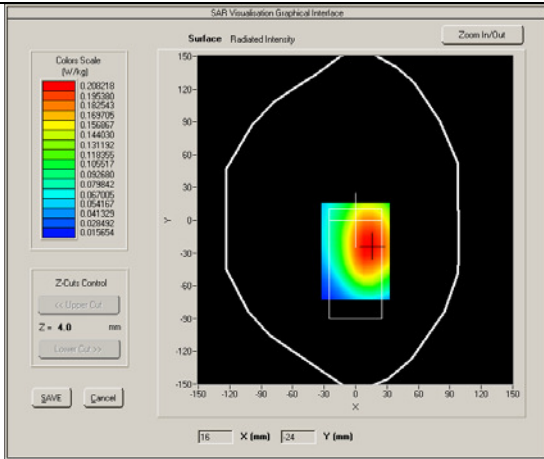 SAR Visualisation Graphical Interface
Surface Radiated Intensity
Zoom In/Out
Colors Scale
(W/kg)
0.208218
0.195380
0.182543
0.169705
0.156867
0.144030
0.131192
0.118355
0.105517
0.092680
0.079842
0.067005
0.054167
0.041329
0.028492
0.015654
Z-Cuts Control
<< Upper Cut
Z = 4.0 mm
Lower Cut >>
SAVE Cancel
150
120
90
60
30
0
-30
-60
-90
-120
-150
Y
-150 -120 -90 -60 -30 0 30 60 90 120 150
X
16 X (mm) -24 Y (mm)